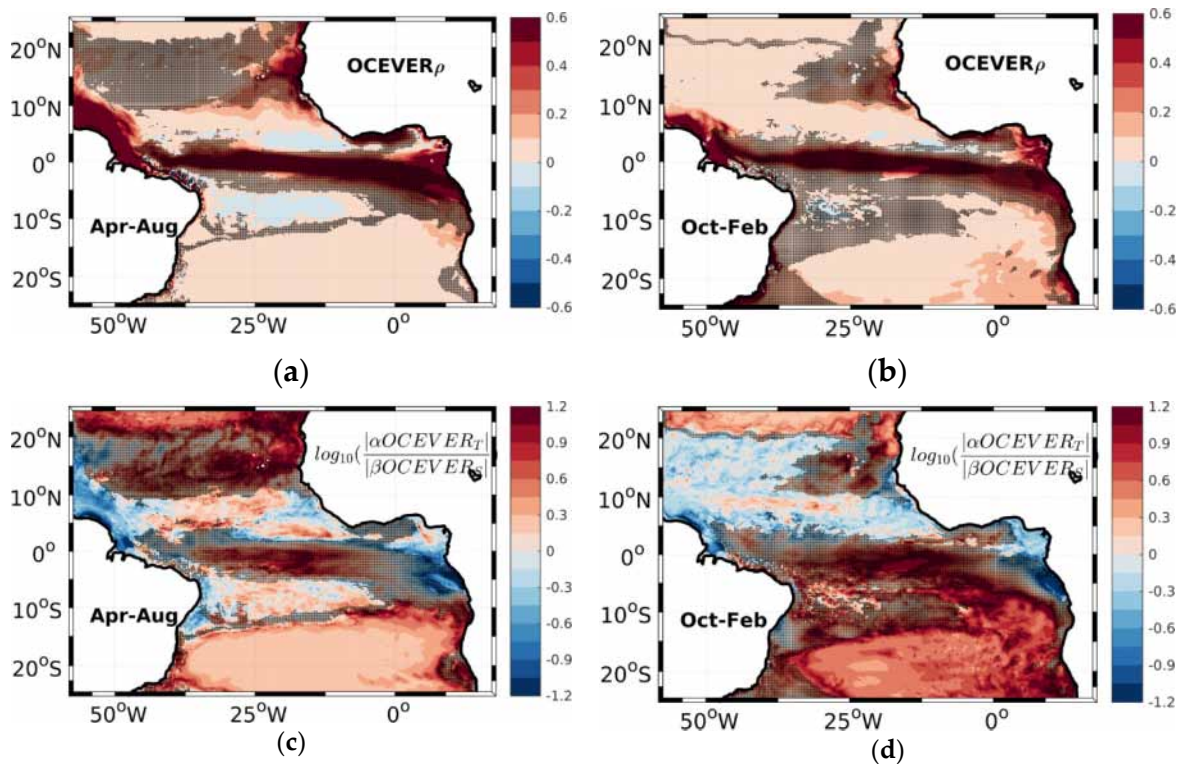 20°N
10°N
0°
10°S
20°S
OCEVERρ
Apr-Aug
50°W 25°W 0°
0.6
0.4
0.2
0
-0.2
-0.4
-0.6
(a)
20°N
10°N
0°
10°S
20°S
OCEVERρ
Oct-Feb
50°W 25°W 0°
0.6
0.4
0.2
0
-0.2
-0.4
-0.6
(b)
20°N
10°N
0°
10°S
20°S
log10(|αOCEVER_T|
|βOCEVER_S|
Apr-Aug
50°W 25°W 0°
1.2
0.9
0.6
0.3
0
-0.3
-0.6
-0.9
-1.2
(c)
20°N
10°N
0°
10°S
20°S
log10(|αOCEVER_T|
|βOCEVER_S|
Oct-Feb
50°W 25°W 0°
1.2
0.9
0.6
0.3
0
-0.3
-0.6
-0.9
-1.2
(d)